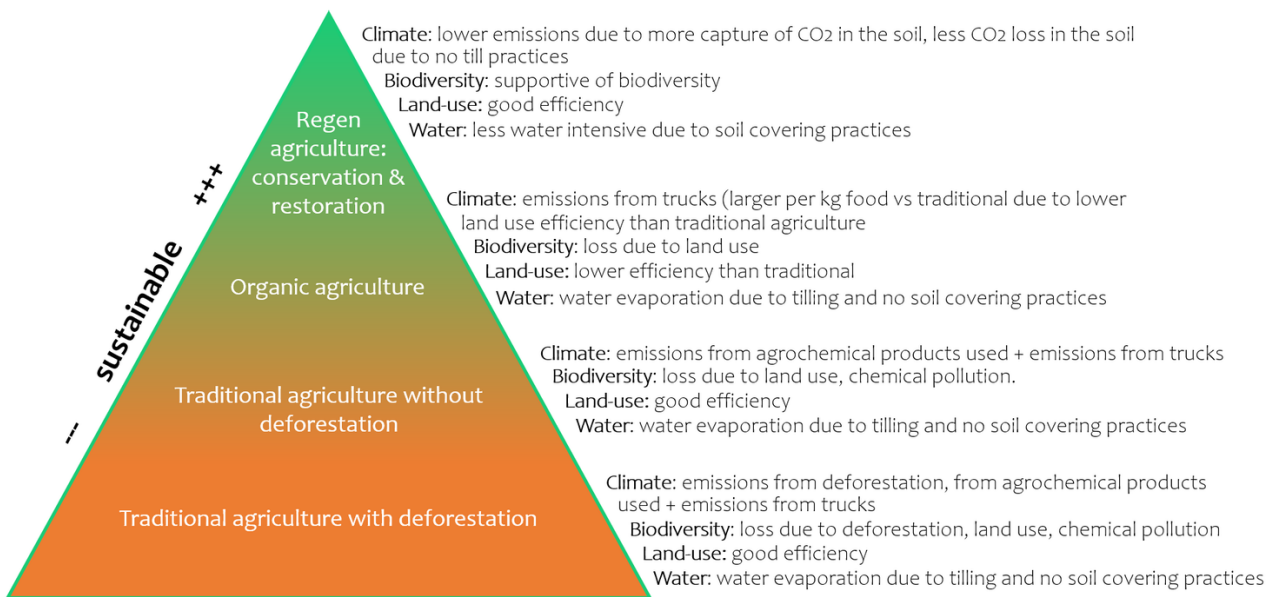 Climate: lower emissions due to more capture of CO2 in the soil, less CO2 loss in the soil
due to no till practices
Biodiversity: supportive of biodiversity
Land-use: good efficiency
Water: less water intensive due to soil covering practices
Regen
agriculture:
conservation &
restoration
+++
sustainable
---
Climate: emissions from trucks (larger per kg food vs traditional due to lower
land use efficiency than traditional agriculture
Biodiversity: loss due to land use
Land-use: lower efficiency than traditional
Water: water evaporation due to tilling and no soil covering practices
Organic agriculture
Climate: emissions from agrochemical products used + emissions from trucks
Biodiversity: loss due to land use, chemical pollution.
Land-use: good efficiency
Water: water evaporation due to tilling and no soil covering practices
Traditional agriculture without
deforestation
Climate: emissions from deforestation, from agrochemical products
used + emissions from trucks
Biodiversity: loss due to deforestation, land use, chemical pollution
Land-use: good efficiency
Water: water evaporation due to tilling and no soil covering practices
Traditional agriculture with deforestation